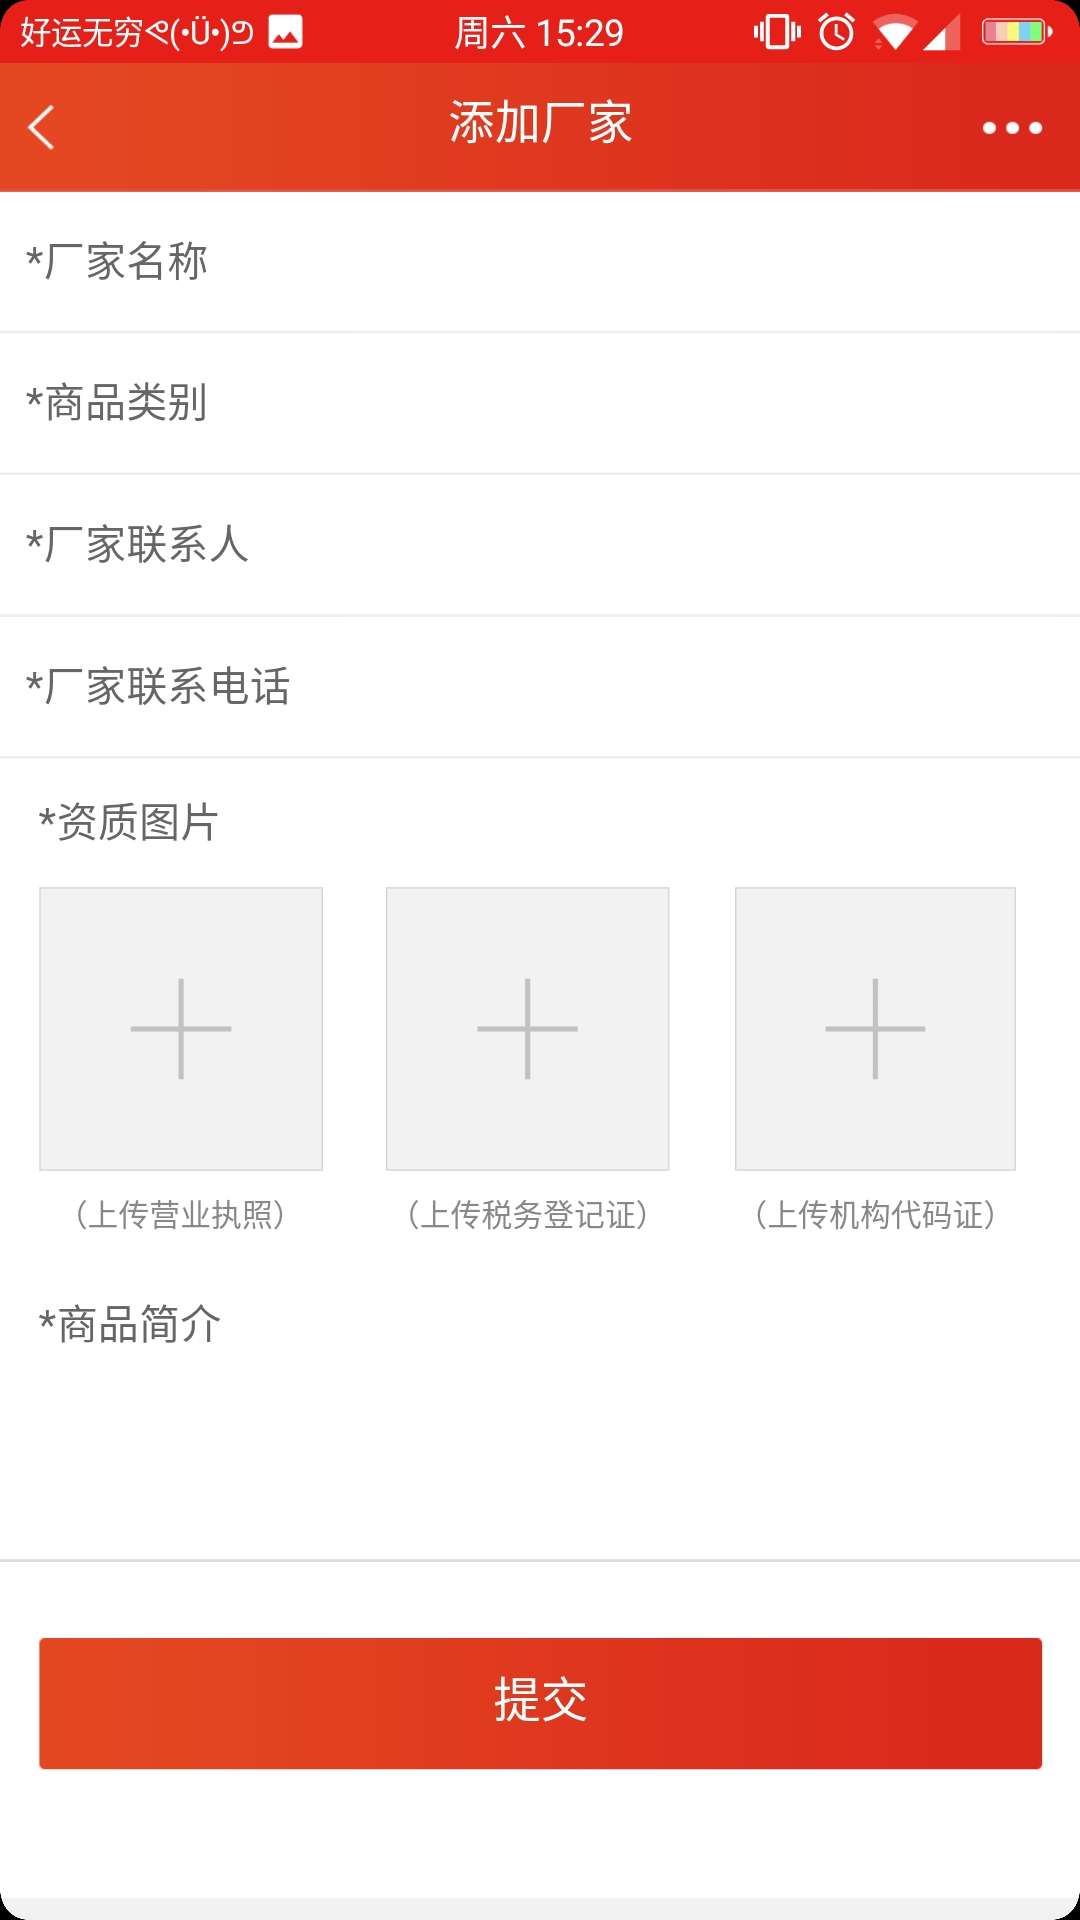 好运无穷ᕙ(•Ü•)ᕗ 周六 15:29
添加厂家
*厂家名称
*商品类别
*厂家联系人
*厂家联系电话
*资质图片
（上传营业执照） （上传税务登记证） （上传机构代码证）
*商品简介
提交